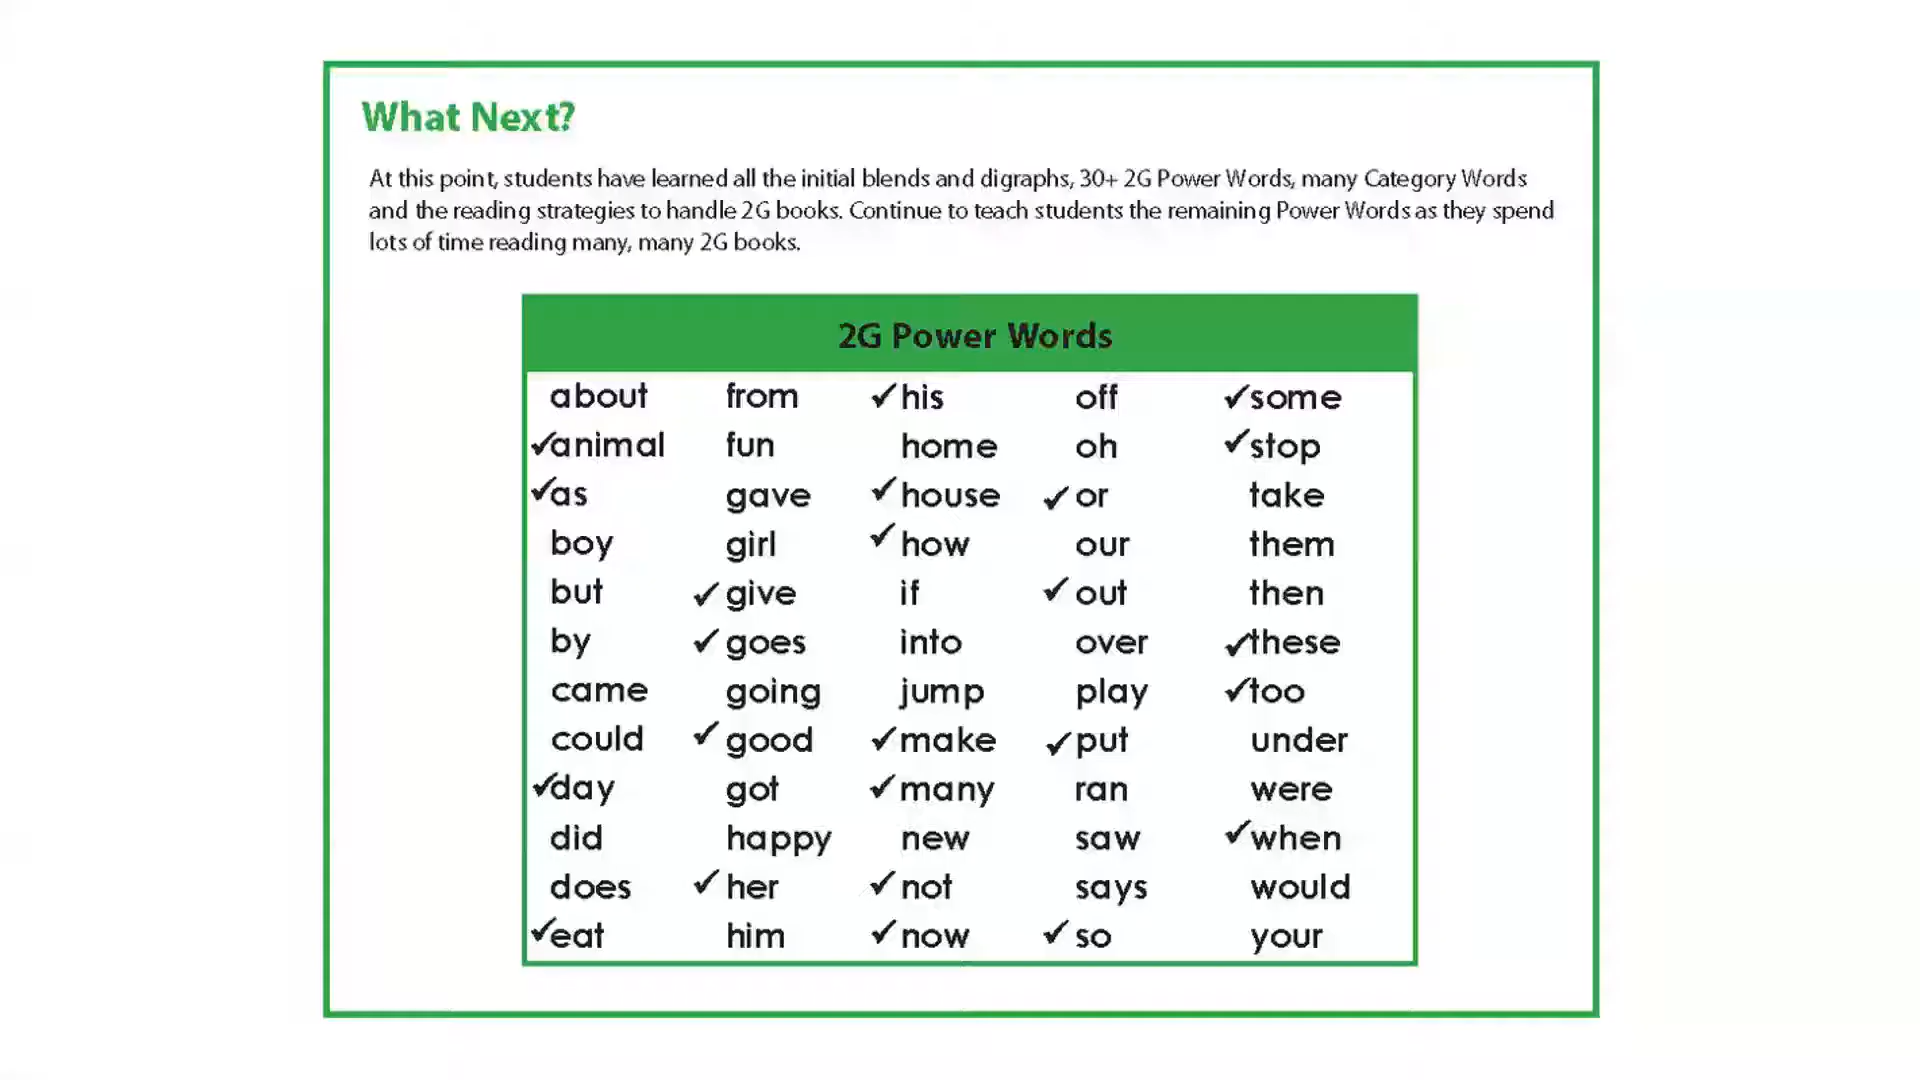 What Next?
At this point, students have learned all the initial blends and digraphs, 30+ 2G Power Words, many Category Words
and the reading strategies to handle 2G books. Continue to teach students the remaining Power Words as they spend
lots of time reading many, many 2G books.
2G Power Words
about from ✓his off ✓some
✓animal fun home oh ✓stop
✓as gave ✓house ✓or take
boy girl ✓how our them
but ✓give if ✓out then
by ✓goes into over ✓these
came going jump play ✓too
could ✓good ✓make ✓put under
✓day got ✓many ran were
did happy new saw ✓when
does ✓her ✓not says would
✓eat him ✓now ✓so your